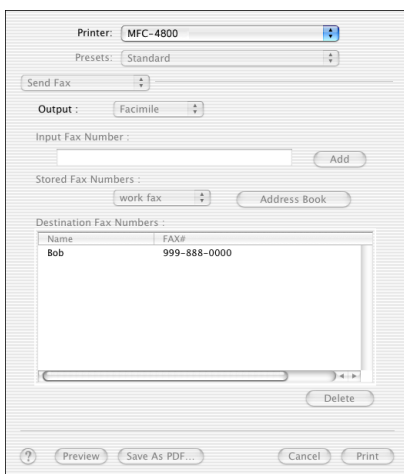 Printer: MFC-4800
Presets: Standard
Send Fax
Output : Facimile
Input Fax Number :
Add
Stored Fax Numbers :
work fax Address Book
Destination Fax Numbers :
Name FAX#
Bob 999-888-0000
Delete
? Preview Save As PDF... Cancel Print